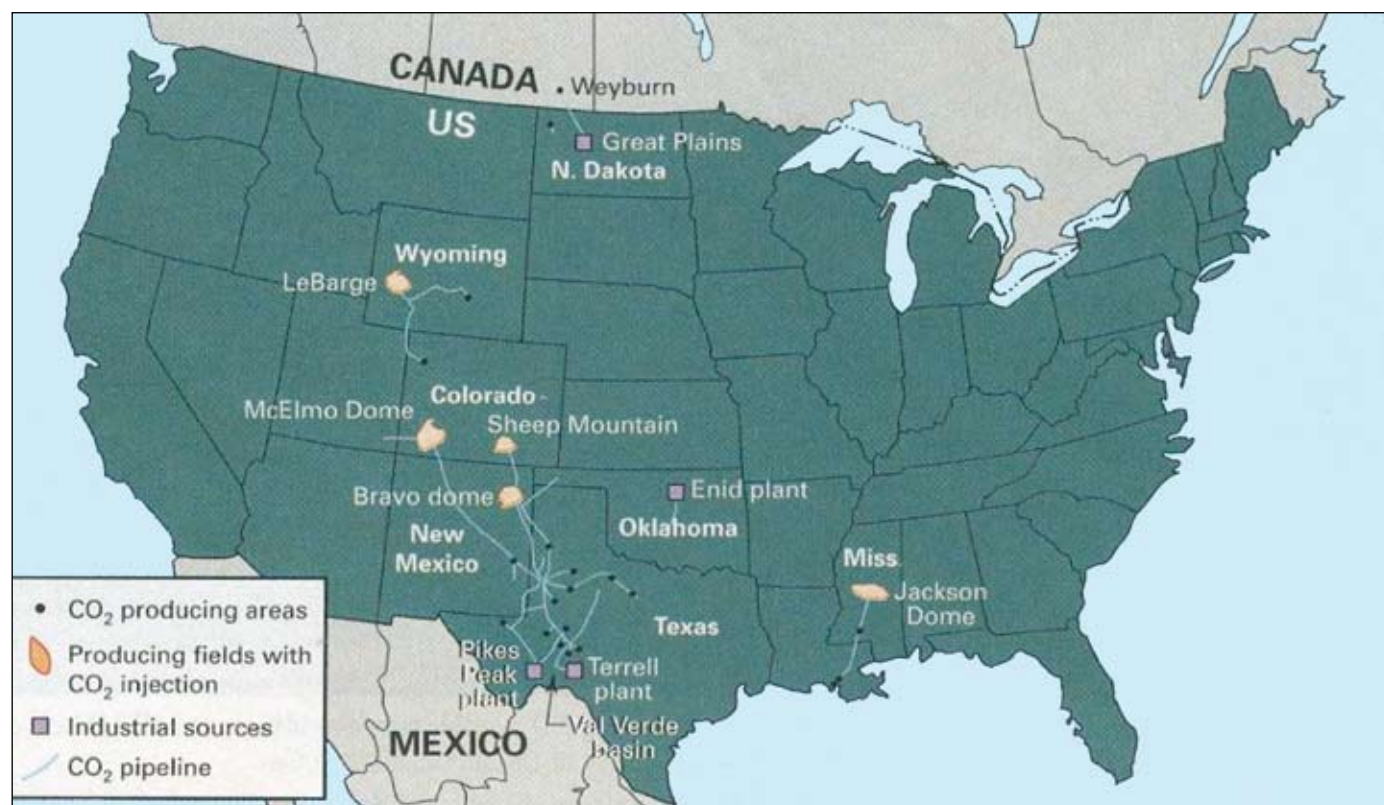 CANADA
Weyburn
US
Great Plains
N. Dakota
Wyoming
LeBarge
Colorado
McElmo Dome
Sheep Mountain
Bravo dome
Enid plant
Oklahoma
New
Mexico
Miss
Jackson
Dome
Texas
Pikes
Peak
plant
Terrell
plant
Val Verde
basin
MEXICO
CO₂ producing areas
Producing fields with
CO₂ injection
Industrial sources
CO₂ pipeline